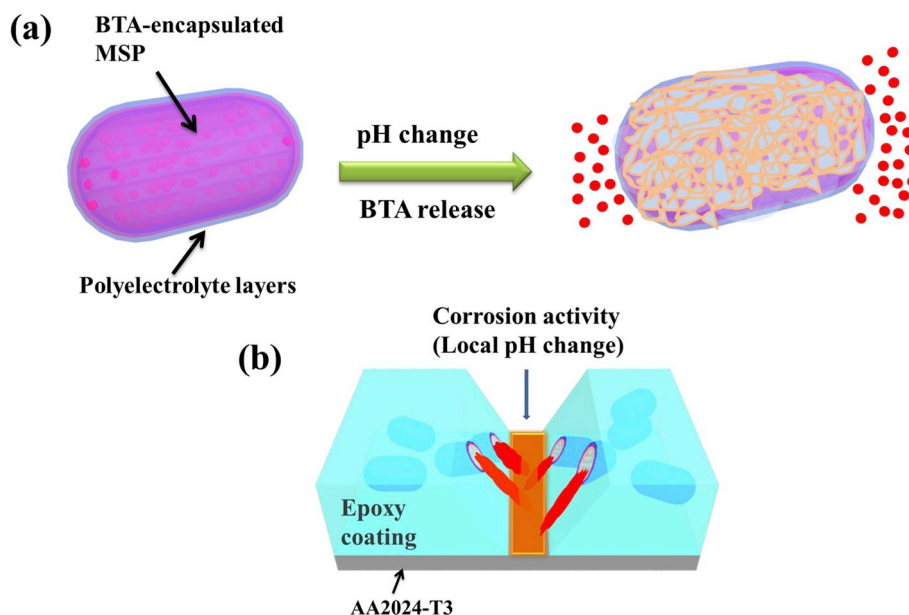 (a)
BTA-encapsulated
MSP
pH change
BTA release
Polyelectrolyte layers
(b)
Corrosion activity
(Local pH change)
Epoxy
coating
AA2024-T3